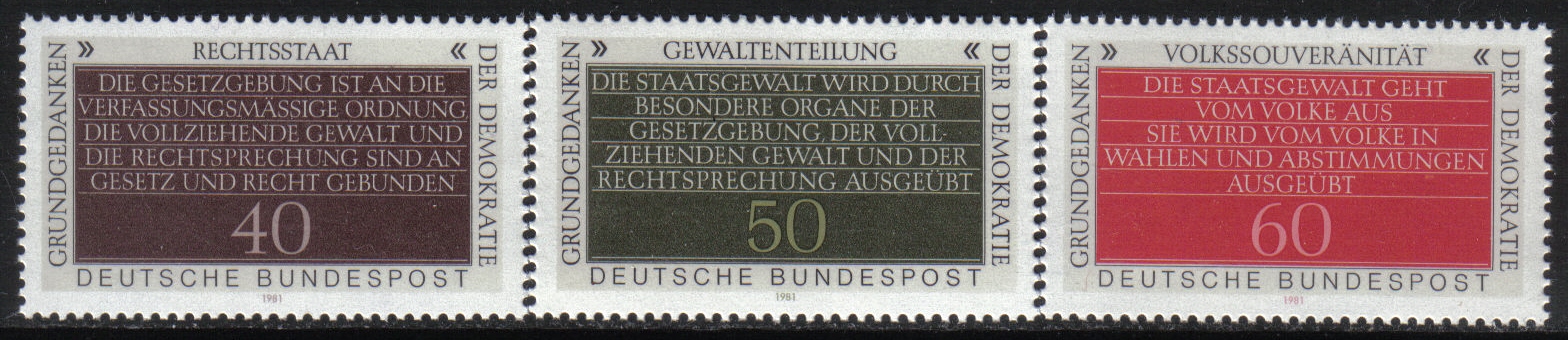 » RECHTSSTAAT «
GRUNDGEDANKEN
DER DEMOKRATIE
DIE GESETZGEBUNG IST AN DIE
VERFASSUNGSMÄSSIGE ORDNUNG
DIE VOLLZIEHENDE GEWALT UND
DIE RECHTSPRECHUNG SIND AN
GESETZ UND RECHT GEBUNDEN
40
DEUTSCHE BUNDESPOST
1981
» GEWALTENTEILUNG «
GRUNDGEDANKEN
DER DEMOKRATIE
DIE STAATSGEWALT WIRD DURCH
BESONDERE ORGANE DER
GESETZGEBUNG, DER VOLL-
ZIEHENDEN GEWALT UND DER
RECHTSPRECHUNG AUSGEÜBT
50
DEUTSCHE BUNDESPOST
1981
» VOLKSSOUVERÄNITÄT «
GRUNDGEDANKEN
DER DEMOKRATIE
DIE STAATSGEWALT GEHT
VOM VOLKE AUS
SIE WIRD VOM VOLKE IN
WAHLEN UND ABSTIMMUNGEN
AUSGEÜBT
60
DEUTSCHE BUNDESPOST
1981